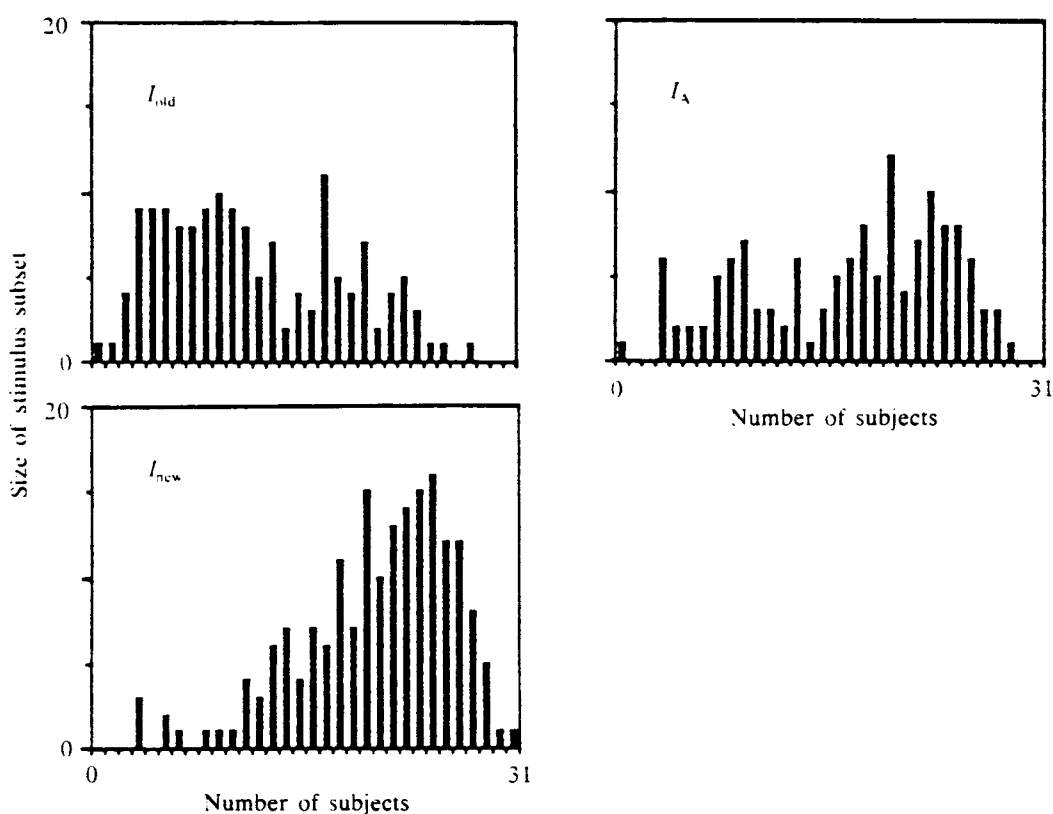 20
I_old
0
Size of stimulus subset
I_A
0
31
Number of subjects
20
I_new
0
0
31
Number of subjects